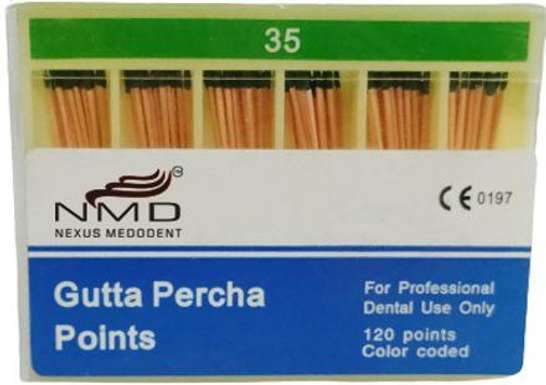 35
NMD
NEXUS MEDODENT
CE 0197
Gutta Percha
Points
For Professional
Dental Use Only
120 points
Color coded